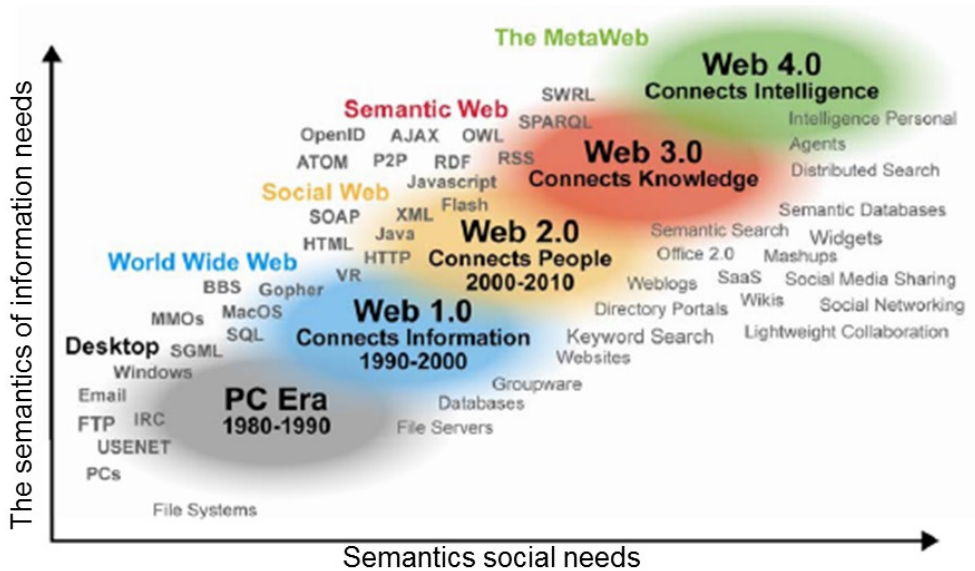 The MetaWeb
Web 4.0
Connects Intelligence
SWRL
Semantic Web
SPARQL
Intelligence Personal
Agents
OpenID AJAX OWL
Web 3.0
Connects Knowledge
ATOM P2P RDF RSS
Distributed Search
Javascript
Social Web
Flash
SOAP XML
Semantic Databases
Java
Web 2.0
Connects People
2000-2010
Semantic Search
Widgets
HTML
HTTP
Office 2.0 Mashups
World Wide Web
VR
Weblogs SaaS Social Media Sharing
BBS Gopher
Web 1.0
Connects Information
1990-2000
Directory Portals Wikis Social Networking
MMOs MacOS
SQL
Keyword Search Lightweight Collaboration
Desktop SGML
Websites
Windows
Groupware
PC Era
1980-1990
Email
Databases
FTP IRC
File Servers
USENET
PCs
File Systems
The semantics of information needs
Semantics social needs